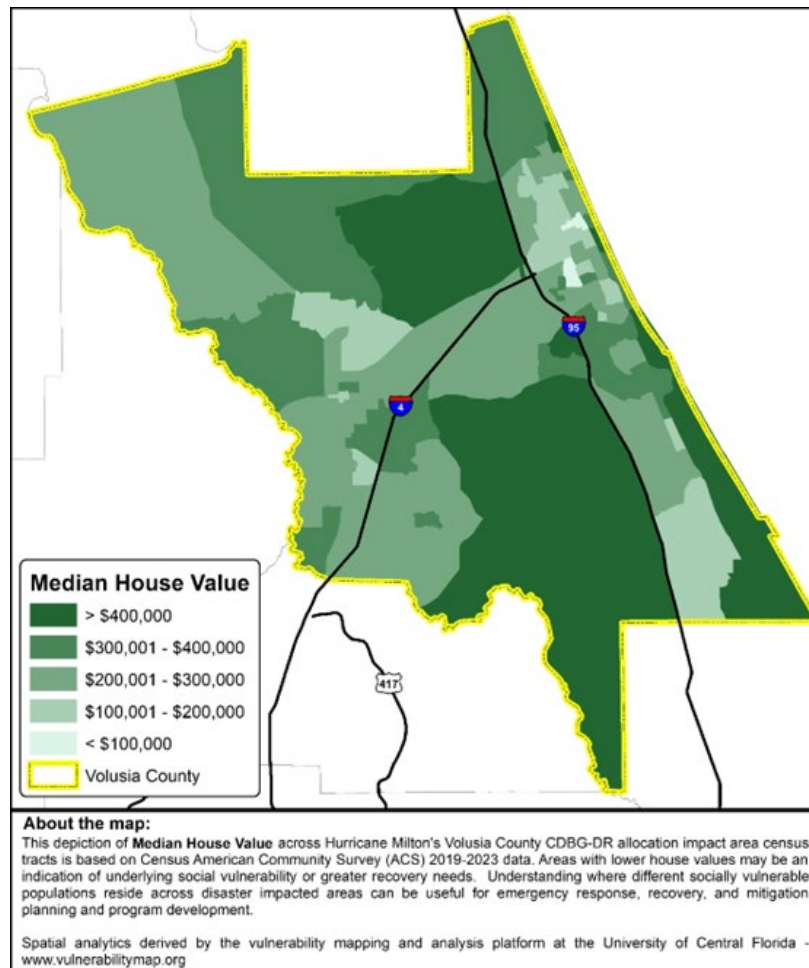 95
4
Median House Value
> $400,000
$300,001 - $400,000
$200,001 - $300,000
$100,001 - $200,000
< $100,000
Volusia County
417
About the map:
This depiction of Median House Value across Hurricane Milton's Volusia County CDBG-DR allocation impact area census
tracts is based on Census American Community Survey (ACS) 2019-2023 data. Areas with lower house values may be an
indication of underlying social vulnerability or greater recovery needs. Understanding where different socially vulnerable
populations reside across disaster impacted areas can be useful for emergency response, recovery, and mitigation
planning and program development.
Spatial analytics derived by the vulnerability mapping and analysis platform at the University of Central Florida -
www.vulnerabilitymap.org